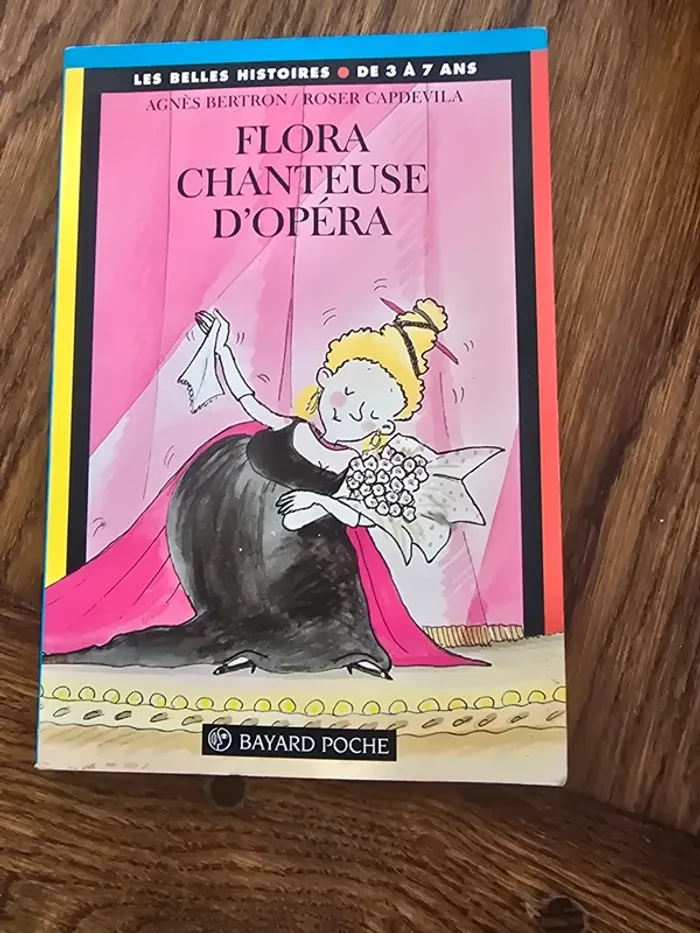 LES BELLES HISTOIRES • DE 3 À 7 ANS
AGNÈS BERTRON / ROSER CAPDEVILA
FLORA
CHANTEUSE
D'OPÉRA
BAYARD POCHE